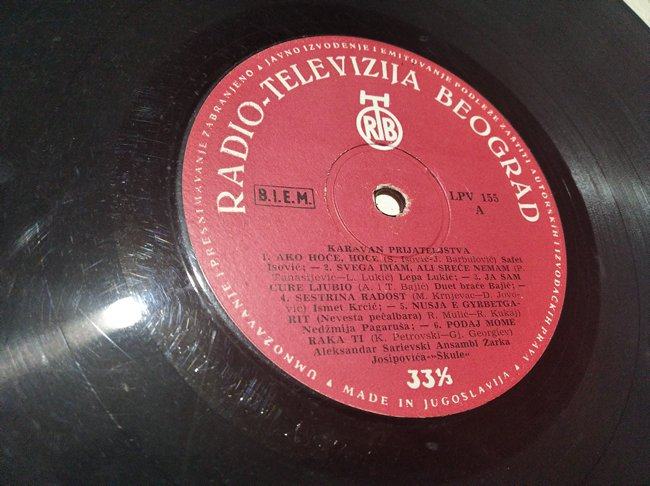 UMNOŽAVANJE I PRESNIMAVANJE ZABRANJENO ▲ JAVNO IZVOĐENJE I EMITOVANJE PODLEŽE ZAŠTITI AUTORSKIH I IZVOĐAČKIH PRAVA ▲
RADIO-TELEVIZIJA BEOGRAD
RTB
B.I.E.M.
LPV 155
A
KARAVAN PRIJATELJSTVA
1. AKO HOĆE, HOĆE (S. Isović-J. Barbulović) Safet
Isović; — 2. SVEGA IMAM, ALI SREĆE NEMAM (P.
Tanasijević—L. Lukić) Lepa Lukić; — 3. JA SAM
CURE LJUBIO (A. i T. Bajić) Duet braće Bajić; —
4. SESTRINA RADOST (M. Krnjevac—D. Jovo-
vić) Ismet Krcić; — 5. NUSJA E GYRBETGA-
RIT (Nevesta pečalbara) R. Mulić—R. Kukaj)
Nedžmija Pagaruša; — 6. PODAJ MOME
RAKA TI (K. Petrovski—Gj. Georgiev)
Aleksandar Sarievski Ansambl Žarka
Josipovića-»Skule«
33⅓
MADE IN JUGOSLAVIJA